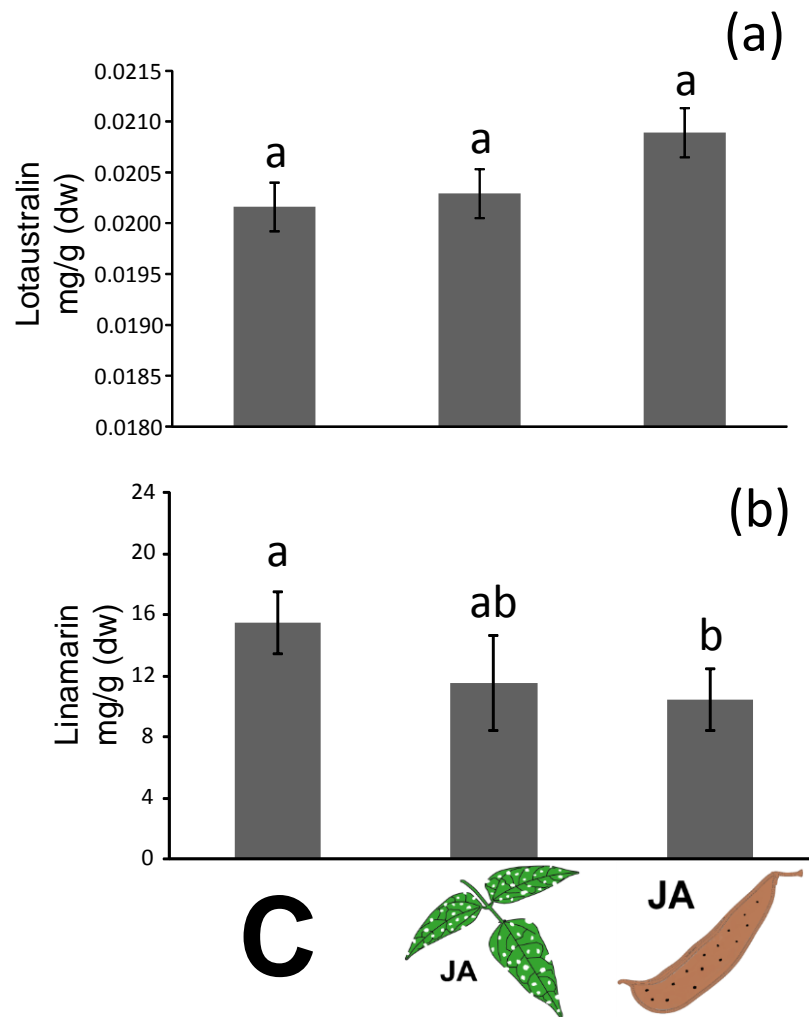 (a)
Lotaustralin
mg/g (dw)
0.0215
0.0210
0.0205
0.0200
0.0195
0.0190
0.0185
0.0180
a
a
a
(b)
Linamarin
mg/g (dw)
24
20
16
12
8
4
0
a
ab
b
C
JA
JA